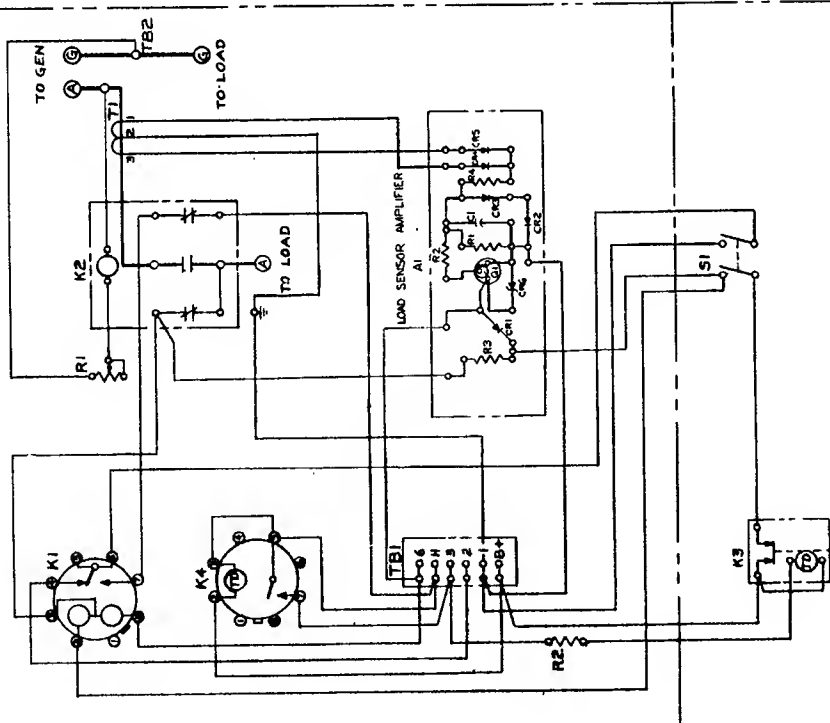 TO GEN
G
TB2
G
TO LOAD
A
T1
1
2
3
K2
A
TO LOAD
R1
LOAD SENSOR AMPLIFIER
A1
CR5
CR4
R4
CR3
C1
R1
R2
CR2
Q1
CR6
CR1
R3
S1
K1
K4
TD
TB1
6
H
3
2
1
B+
R2
K3
TD